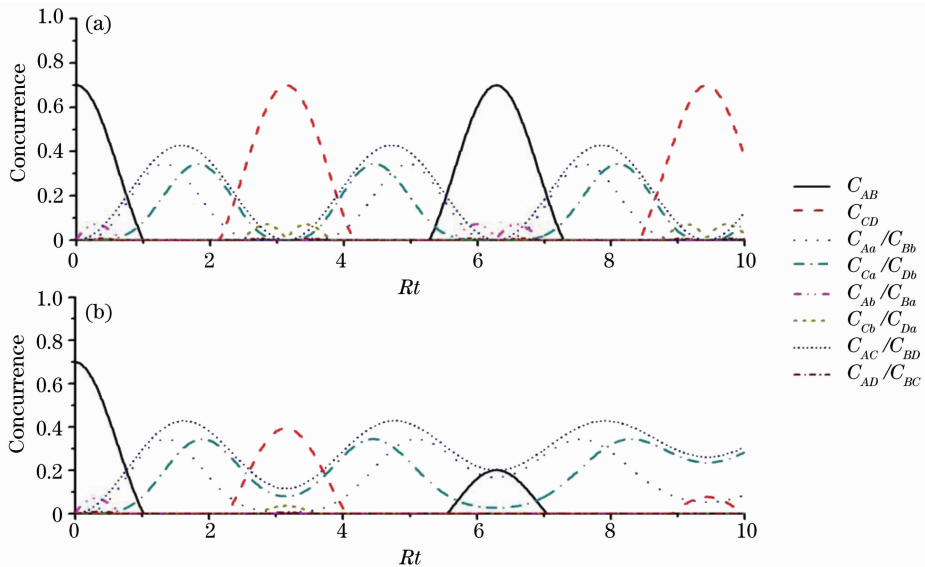 (a)
1.0
0.8
0.6
0.4
0.2
0
Concurrence
0 2 4 6 8 10
Rt
(b)
1.0
0.8
0.6
0.4
0.2
0
Concurrence
0 2 4 6 8 10
Rt
C_AB
C_CD
C_Aa/C_Bb
C_Ca/C_Db
C_Ab/C_Ba
C_Cb/C_Da
C_AC/C_BD
C_AD/C_BC